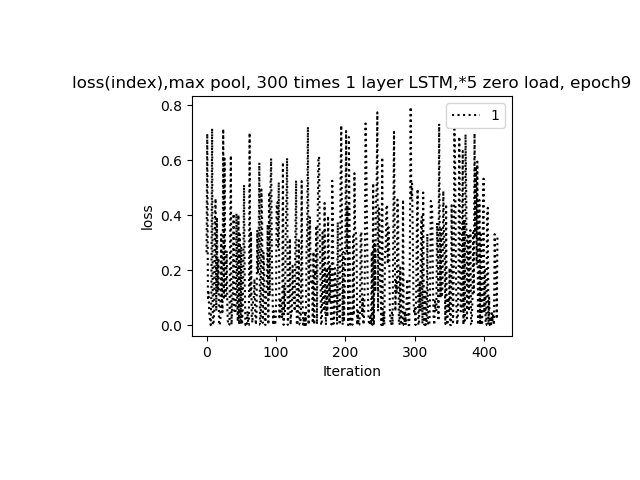 loss(index),max pool, 300 times 1 layer LSTM,*5 zero load, epoch9
0.8
0.6
0.4
0.2
0.0
loss
1
0 100 200 300 400
Iteration